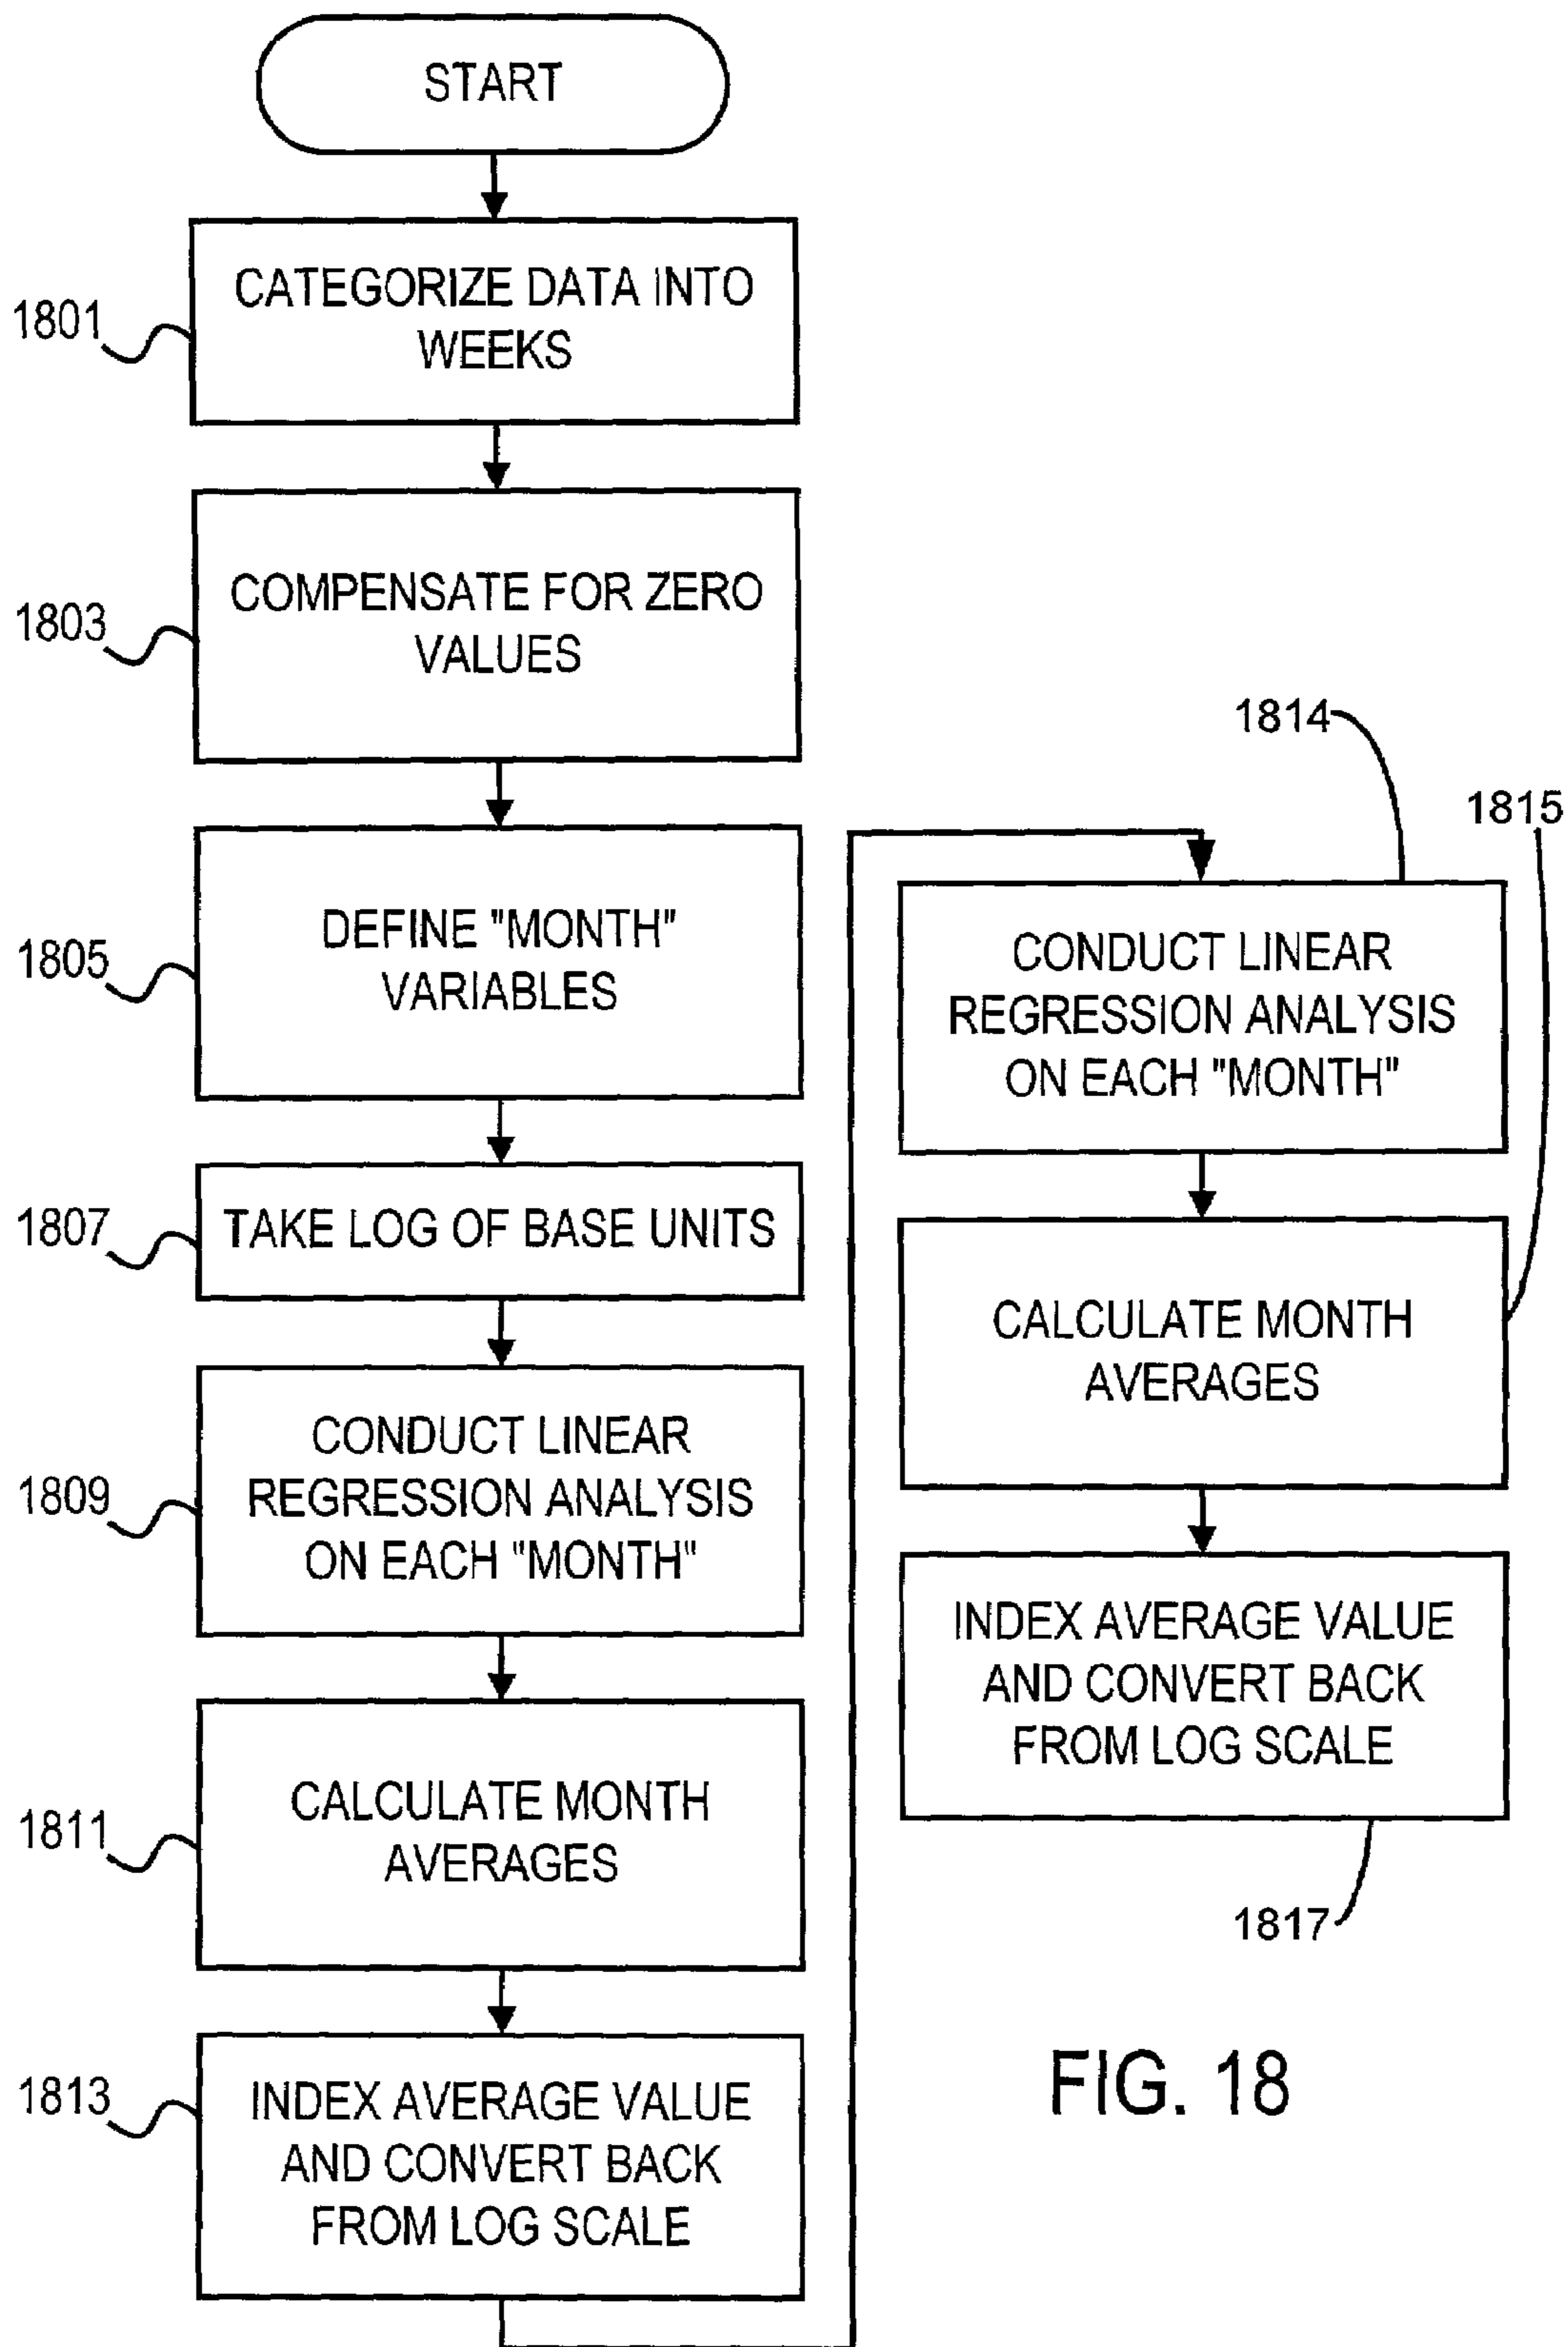 START
1801
CATEGORIZE DATA INTO
WEEKS
1803
COMPENSATE FOR ZERO
VALUES
1805
DEFINE "MONTH"
VARIABLES
1807
TAKE LOG OF BASE UNITS
1809
CONDUCT LINEAR
REGRESSION ANALYSIS
ON EACH "MONTH"
1811
CALCULATE MONTH
AVERAGES
1813
INDEX AVERAGE VALUE
AND CONVERT BACK
FROM LOG SCALE
1814
CONDUCT LINEAR
REGRESSION ANALYSIS
ON EACH "MONTH"
1815
CALCULATE MONTH
AVERAGES
INDEX AVERAGE VALUE
AND CONVERT BACK
FROM LOG SCALE
1817
FIG. 18